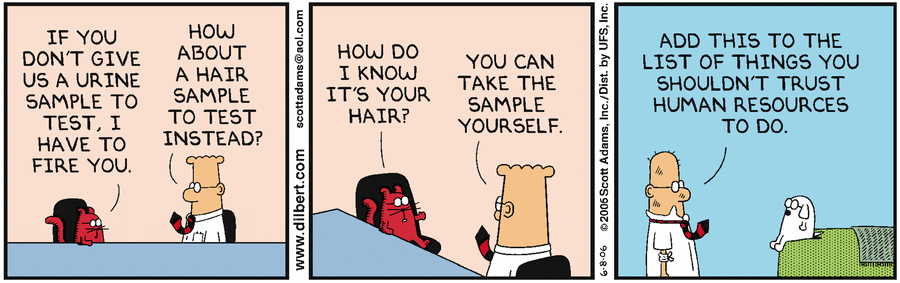 IF YOU
DON'T GIVE
US A URINE
SAMPLE TO
TEST, I
HAVE TO
FIRE YOU.
HOW
ABOUT
A HAIR
SAMPLE
TO TEST
INSTEAD?
www.dilbert.com
scottadams@aol.com
HOW DO
I KNOW
IT'S YOUR
HAIR?
YOU CAN
TAKE THE
SAMPLE
YOURSELF.
6-8-06
©2006 Scott Adams, Inc./Dist. by UFS, Inc.
ADD THIS TO THE
LIST OF THINGS YOU
SHOULDN'T TRUST
HUMAN RESOURCES
TO DO.